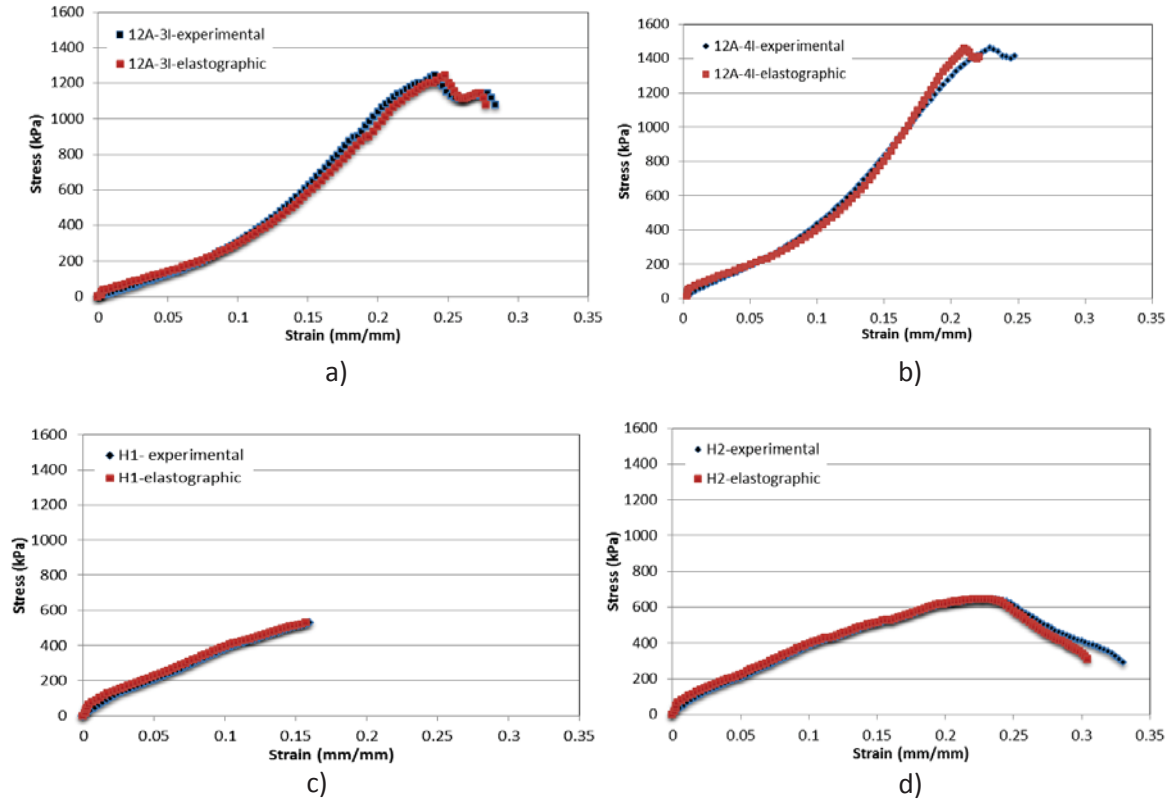 1600
1400
1200
1000
800
600
400
200
0
Stress (kPa)
12A-3I-experimental
12A-3I-elastographic
0 0.05 0.1 0.15 0.2 0.25 0.3 0.35
Strain (mm/mm)
a)
1600
1400
1200
1000
800
600
400
200
0
Stress (kPa)
12A-4I-experimental
12A-4I-elastographic
0 0.05 0.1 0.15 0.2 0.25 0.3 0.35
Strain (mm/mm)
b)
1600
1400
1200
1000
800
600
400
200
0
Stress (kPa)
H1- experimental
H1-elastographic
0 0.05 0.1 0.15 0.2 0.25 0.3 0.35
Strain (mm/mm)
c)
1600
1400
1200
1000
800
600
400
200
0
Stress (kPa)
H2-experimental
H2-elastographic
0 0.05 0.1 0.15 0.2 0.25 0.3 0.35
Strain (mm/mm)
d)